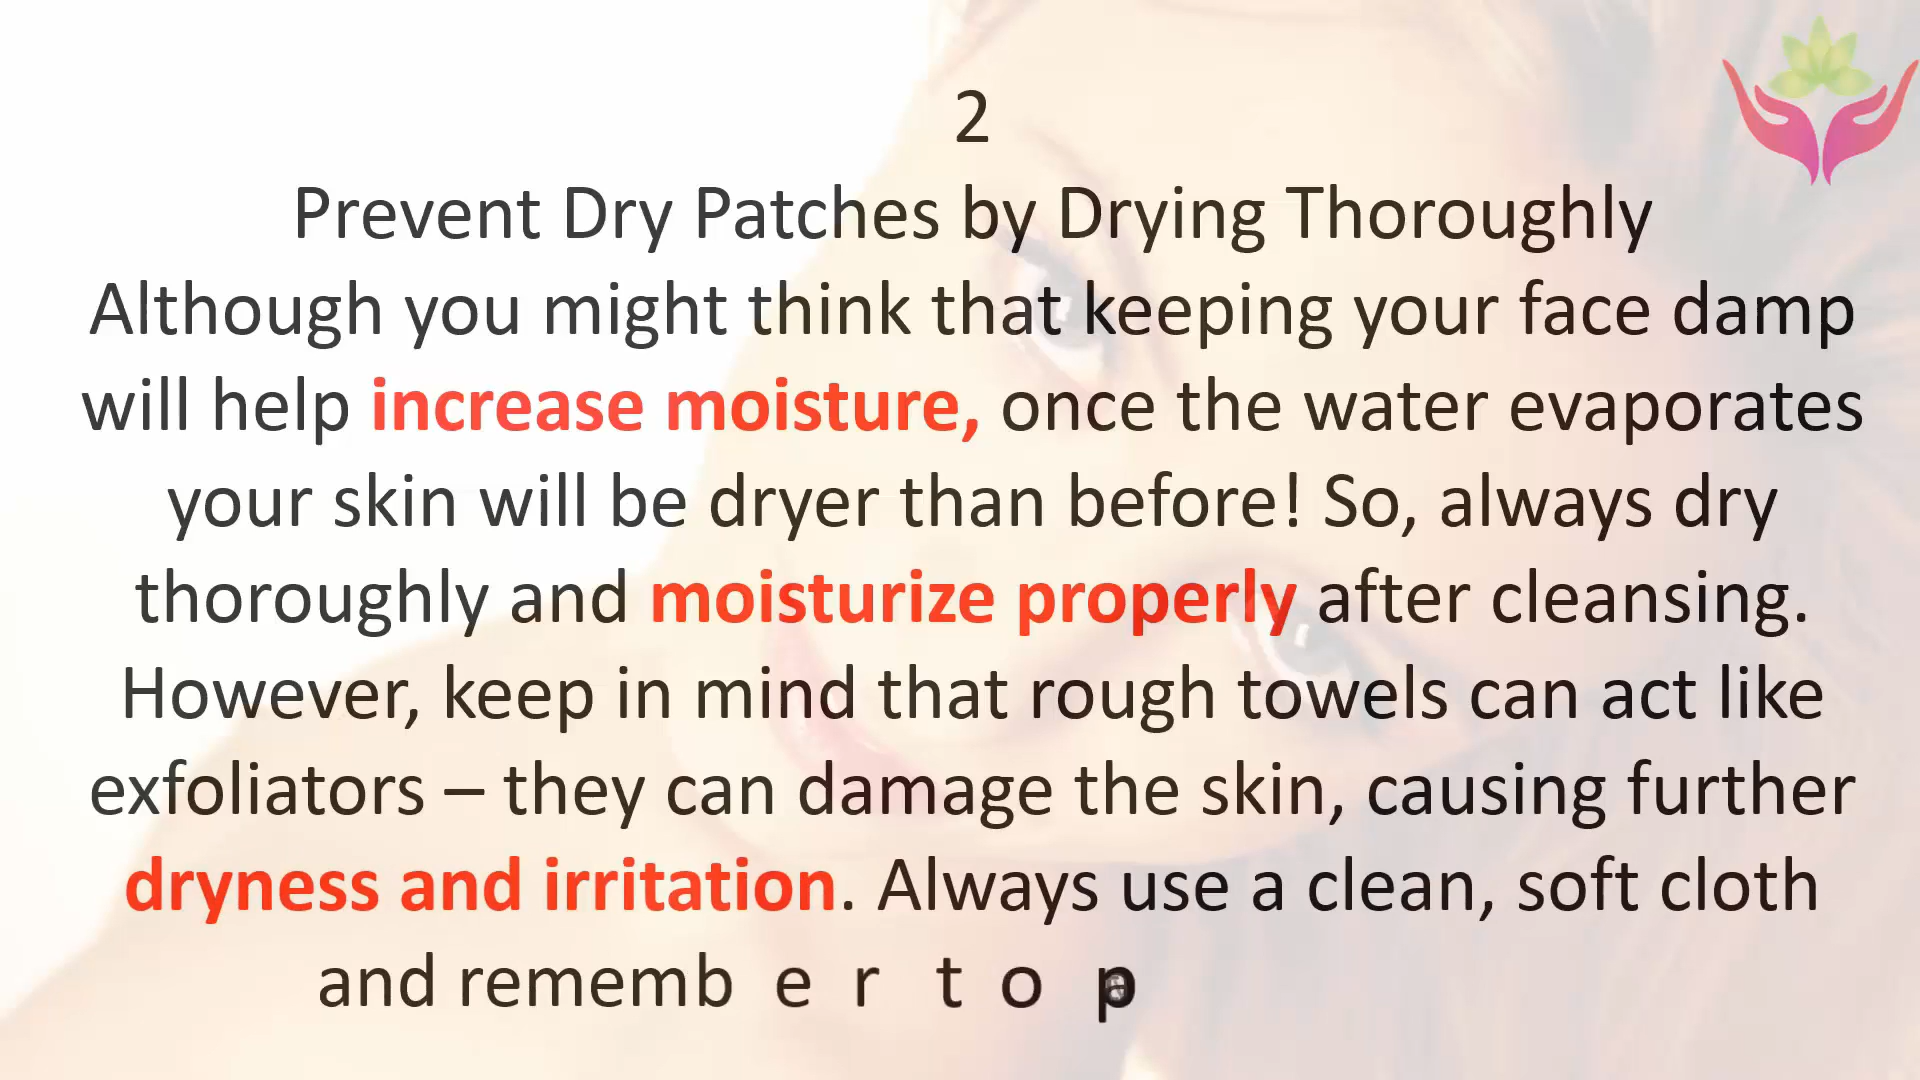 2
Prevent Dry Patches by Drying Thoroughly
Although you might think that keeping your face damp
will help increase moisture, once the water evaporates
your skin will be dryer than before! So, always dry
thoroughly and moisturize properly after cleansing.
However, keep in mind that rough towels can act like
exfoliators – they can damage the skin, causing further
dryness and irritation. Always use a clean, soft cloth
and remember to